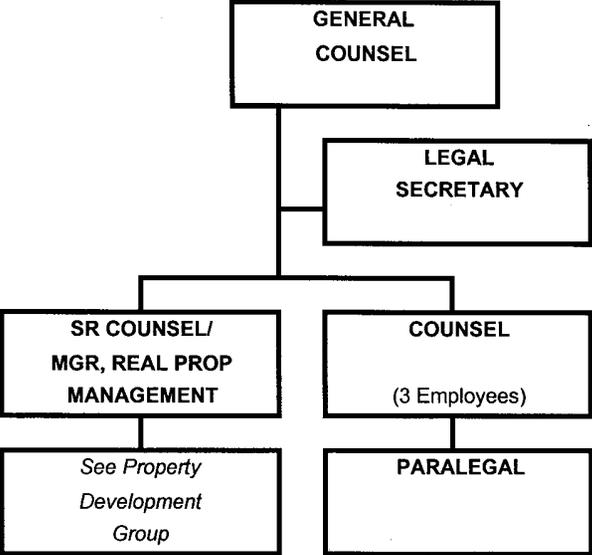 GENERAL
COUNSEL
LEGAL
SECRETARY
SR COUNSEL/
MGR, REAL PROP
MANAGEMENT
COUNSEL
(3 Employees)
See Property
Development
Group
PARALEGAL